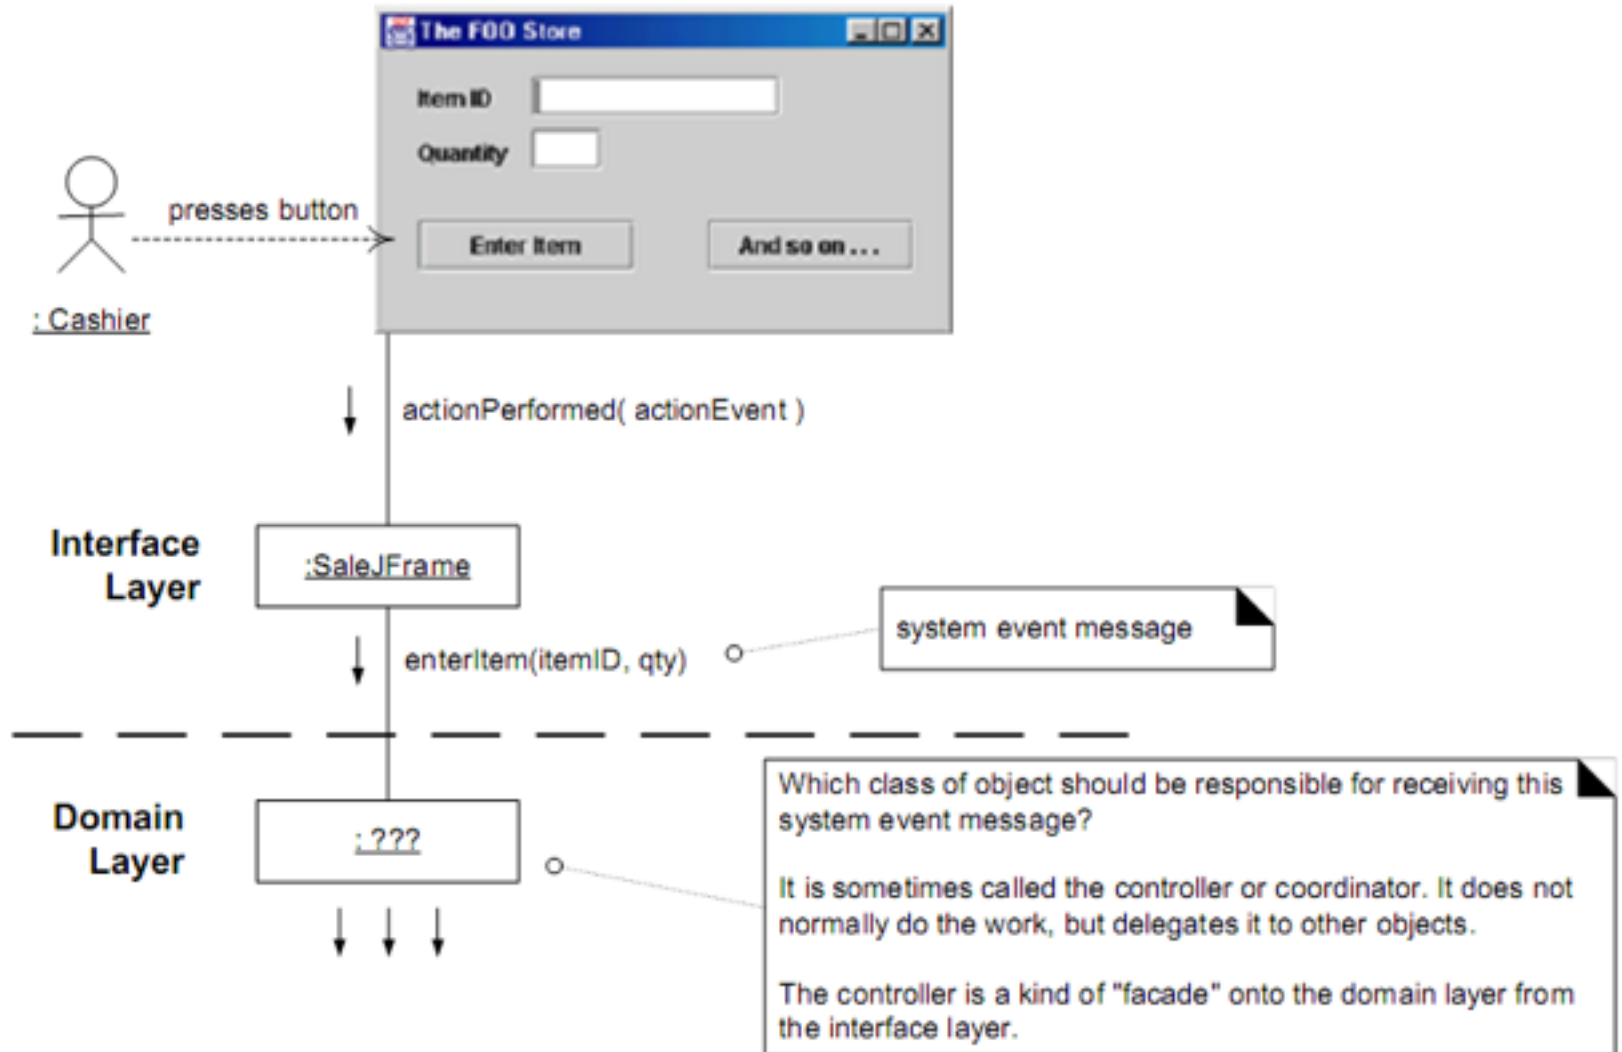 The FOO Store
Item ID
Quantity
presses button
Enter Item
And so on . . .
: Cashier
actionPerformed( actionEvent )
Interface
Layer
:SaleJFrame
system event message
enterItem(itemID, qty)
Domain
Layer
: ???
Which class of object should be responsible for receiving this
system event message?
It is sometimes called the controller or coordinator. It does not
normally do the work, but delegates it to other objects.
The controller is a kind of "facade" onto the domain layer from
the interface layer.